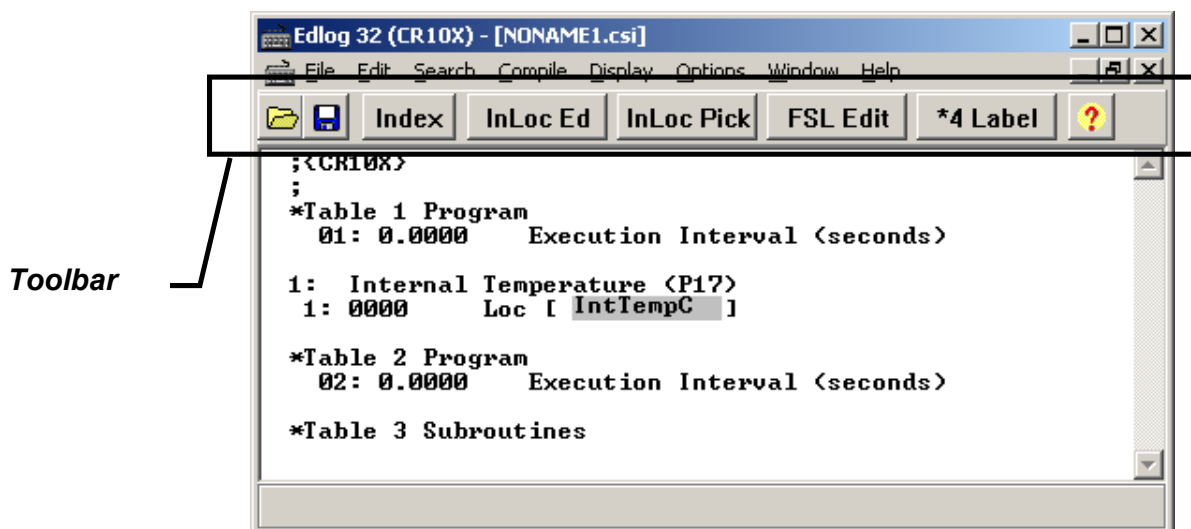 Edlog 32 (CR10X) - [NONAME1.csi]
File Edit Search Compile Display Options Window Help
Index InLoc Ed InLoc Pick FSL Edit *4 Label ?
;{CR10X}
;
*Table 1 Program
01: 0.0000 Execution Interval (seconds)
1: Internal Temperature (P17)
1: 0000 Loc [ IntTempC ]
*Table 2 Program
02: 0.0000 Execution Interval (seconds)
*Table 3 Subroutines
Toolbar